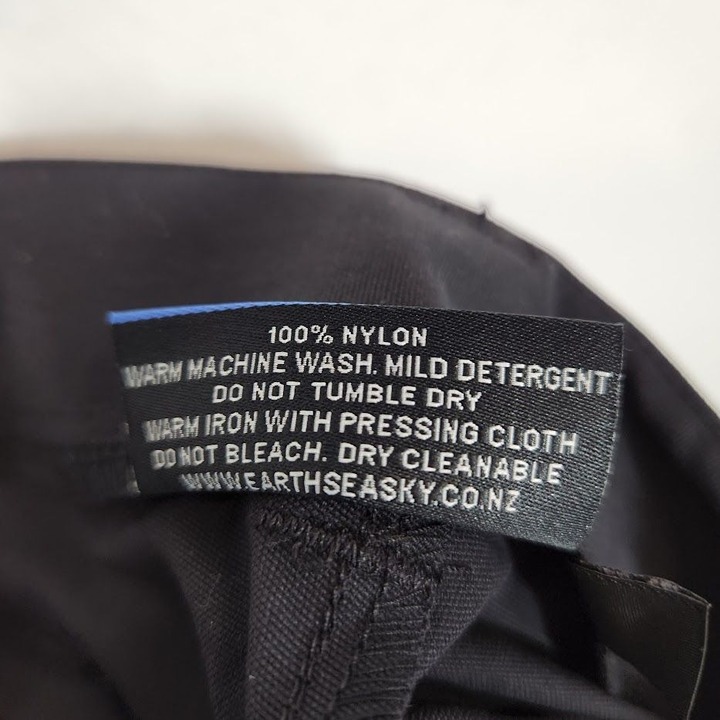 100% NYLON
WARM MACHINE WASH. MILD DETERGENT
DO NOT TUMBLE DRY
WARM IRON WITH PRESSING CLOTH
DO NOT BLEACH. DRY CLEANABLE
WWW.EARTHSEASKY.CO.NZ